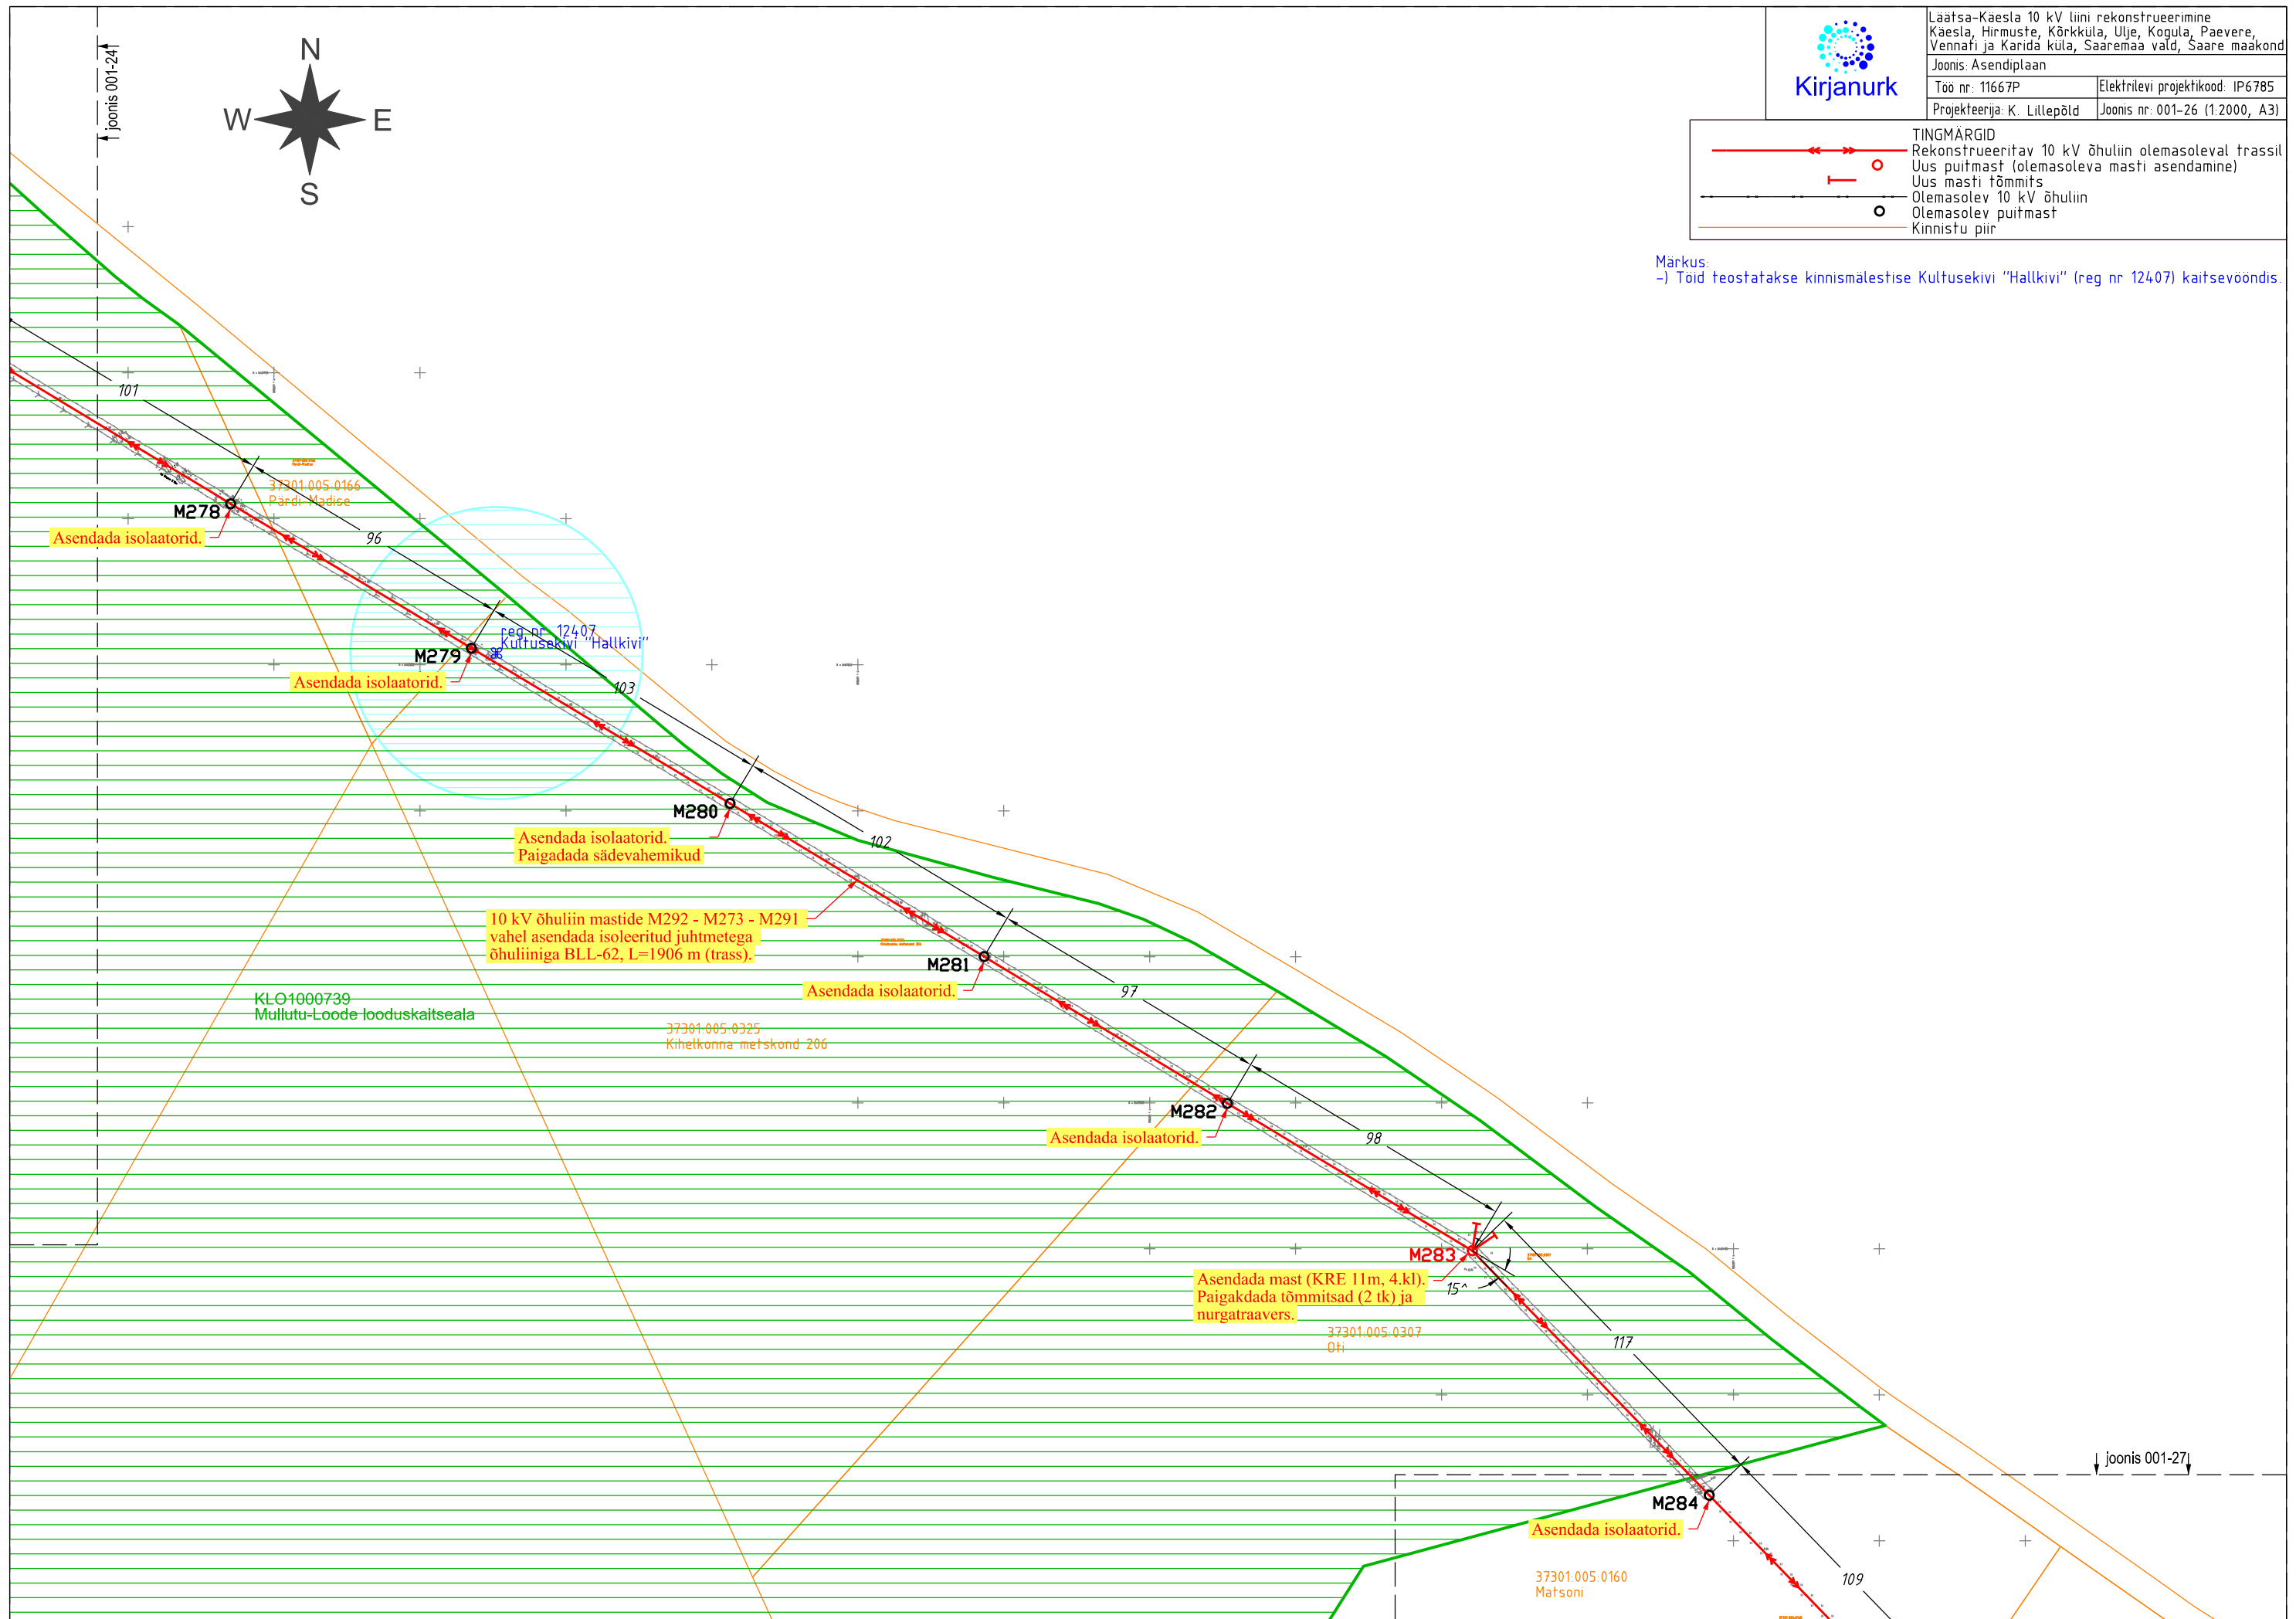 joonis 001-24
N
W
E
S
Kirjanurk
Läätsa-Käesla 10 kV liini rekonstrueerimine
Käesla, Hirmuste, Kõrkküla, Ulje, Kogula, Paevere,
Vennati ja Karida küla, Saaremaa vald, Saare maakond
Joonis: Asendiplaan
Töö nr: 11667P
Elektrilevi projektikood: IP6785
Projekteerija: K. Lillepõld
Joonis nr: 001-26 (1:2000, A3)
TINGMÄRGID
Rekonstrueeritav 10 kV õhuliin olemasoleval trassil
Uus puitmast (olemasoleva masti asendamine)
Uus masti tõmmits
Olemasolev 10 kV õhuliin
Olemasolev puitmast
Kinnistu piir
Märkus:
-) Töid teostatakse kinnismälestise Kultusekivi "Hallkivi" (reg nr 12407) kaitsevööndis.
101
37301:005:0166
Pärdi-Madise
M278
Asendada isolaatorid.
96
reg nr 12407
Kultusekivi "Hallkivi"
M279
Asendada isolaatorid.
103
M280
Asendada isolaatorid.
Paigadada sädevahemikud
102
10 kV õhuliin mastide M292 - M273 - M291
vahel asendada isoleeritud juhtmetega
õhuliiniga BLL-62, L=1906 m (trass).
M281
Asendada isolaatorid.
97
KLO1000739
Mullutu-Loode looduskaitseala
37301:005:0325
Kihelkonna metskond 206
M282
Asendada isolaatorid.
98
M283
Asendada mast (KRE 11m, 4.kl).
Paigakdada tõmmitsad (2 tk) ja
nurgatraavers.
15^
37301:005:0307
Oti
117
joonis 001-27
M284
Asendada isolaatorid.
37301:005:0160
Matsoni
109